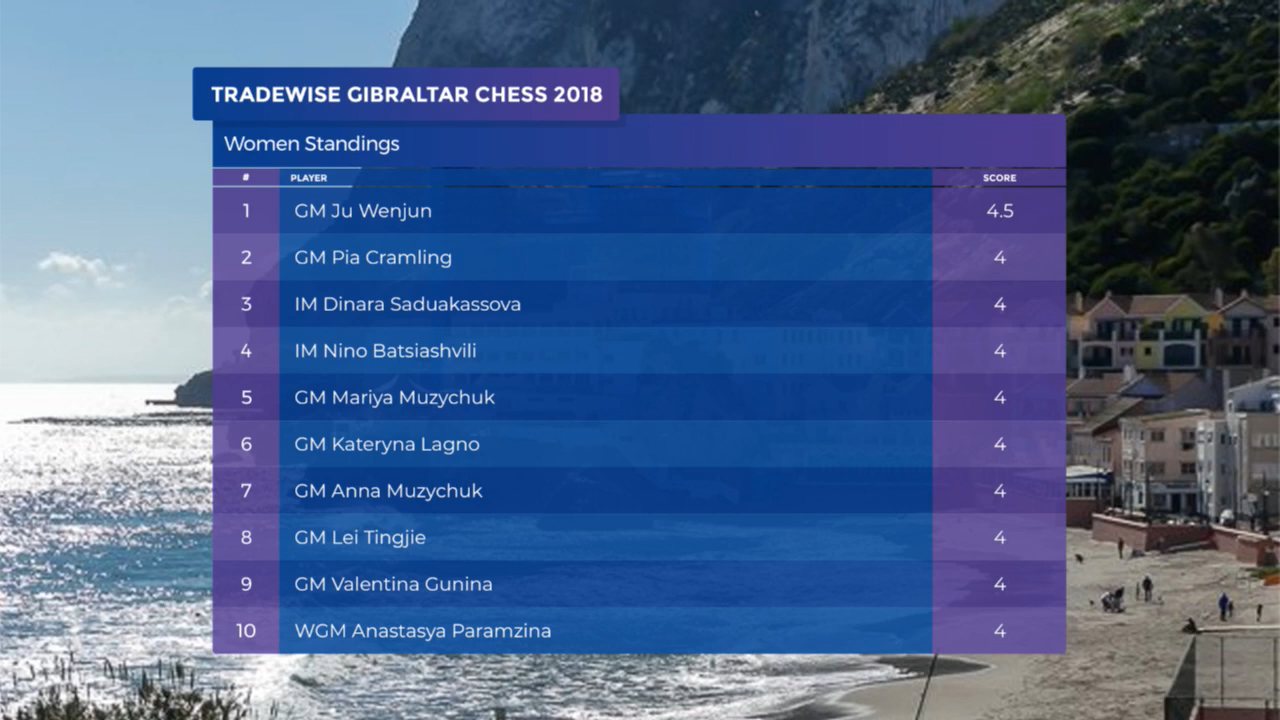 TRADEWISE GIBRALTAR CHESS 2018
Women Standings
# PLAYER SCORE
1 GM Ju Wenjun 4.5
2 GM Pia Cramling 4
3 IM Dinara Saduakassova 4
4 IM Nino Batsiashvili 4
5 GM Mariya Muzychuk 4
6 GM Kateryna Lagno 4
7 GM Anna Muzychuk 4
8 GM Lei Tingjie 4
9 GM Valentina Gunina 4
10 WGM Anastasya Paramzina 4